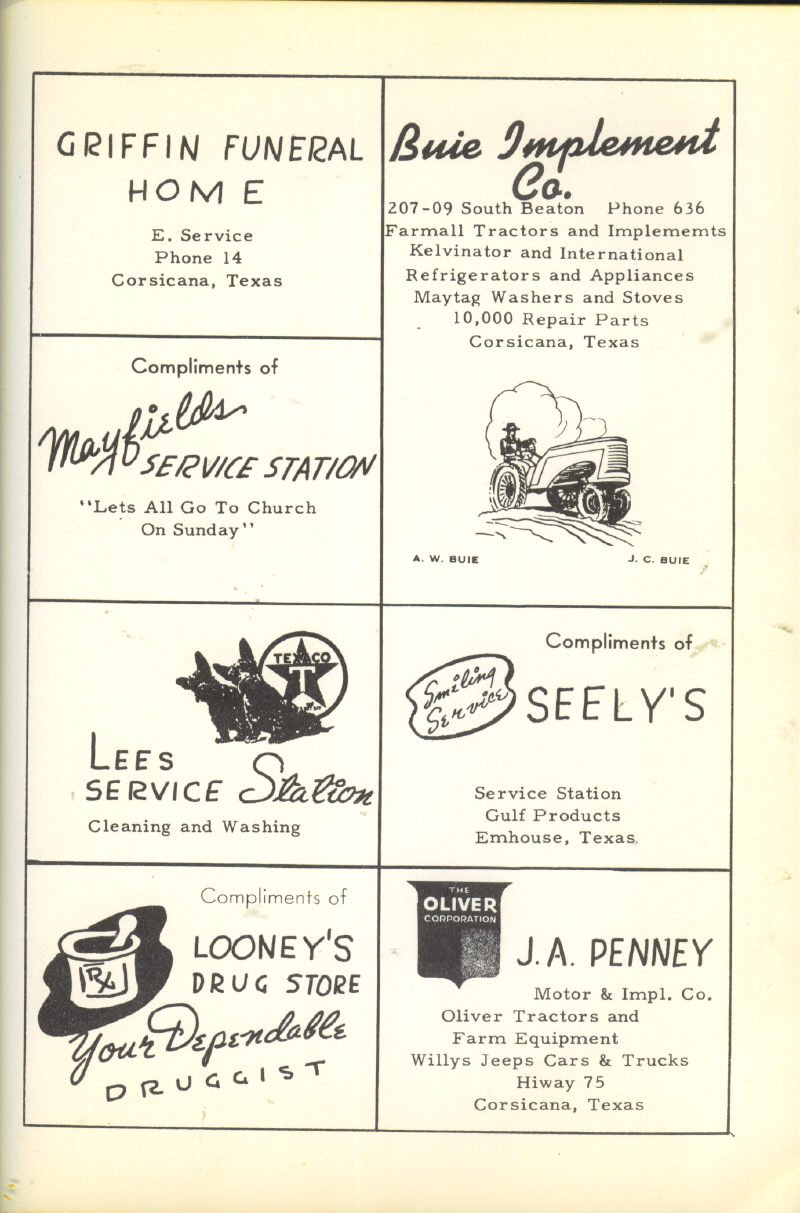 GRIFFIN FUNERAL
HOME
E. Service
Phone 14
Corsicana, Texas
Compliments of
Mayfields
SERVICE STATION
"Lets All Go To Church
On Sunday"
TEXACO
T
LEES
SERVICE Station
Cleaning and Washing
Compliments of
Rx
LOONEY'S
DRUG STORE
Your Dependable
DRUGGIST
Buie Implement
Co.
207-09 South Beaton Phone 636
Farmall Tractors and Implememts
Kelvinator and International
Refrigerators and Appliances
Maytag Washers and Stoves
10,000 Repair Parts
Corsicana, Texas
A. W. BUIE J. C. BUIE
Compliments of
Smiling
Service
SEELY'S
Service Station
Gulf Products
Emhouse, Texas
THE
OLIVER
CORPORATION
J. A. PENNEY
Motor & Impl. Co.
Oliver Tractors and
Farm Equipment
Willys Jeeps Cars & Trucks
Hiway 75
Corsicana, Texas